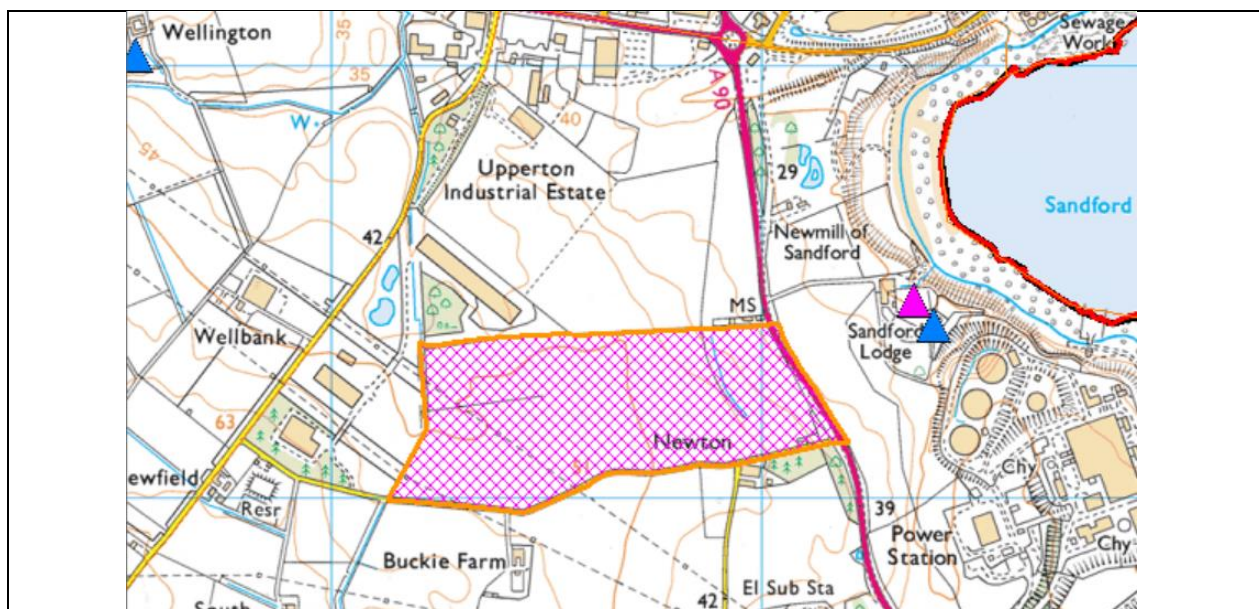 Wellington
35
35
W
45
A 90
40
Sewage
Works
Upperton
Industrial Estate
29
Sandford
Newmill of
Sandford
42
MS
Wellbank
Sandford
Lodge
63
Newton
ewfield
Resr
Chy
39
Power
Station
Chy
Buckie Farm
El Sub Sta
42
South